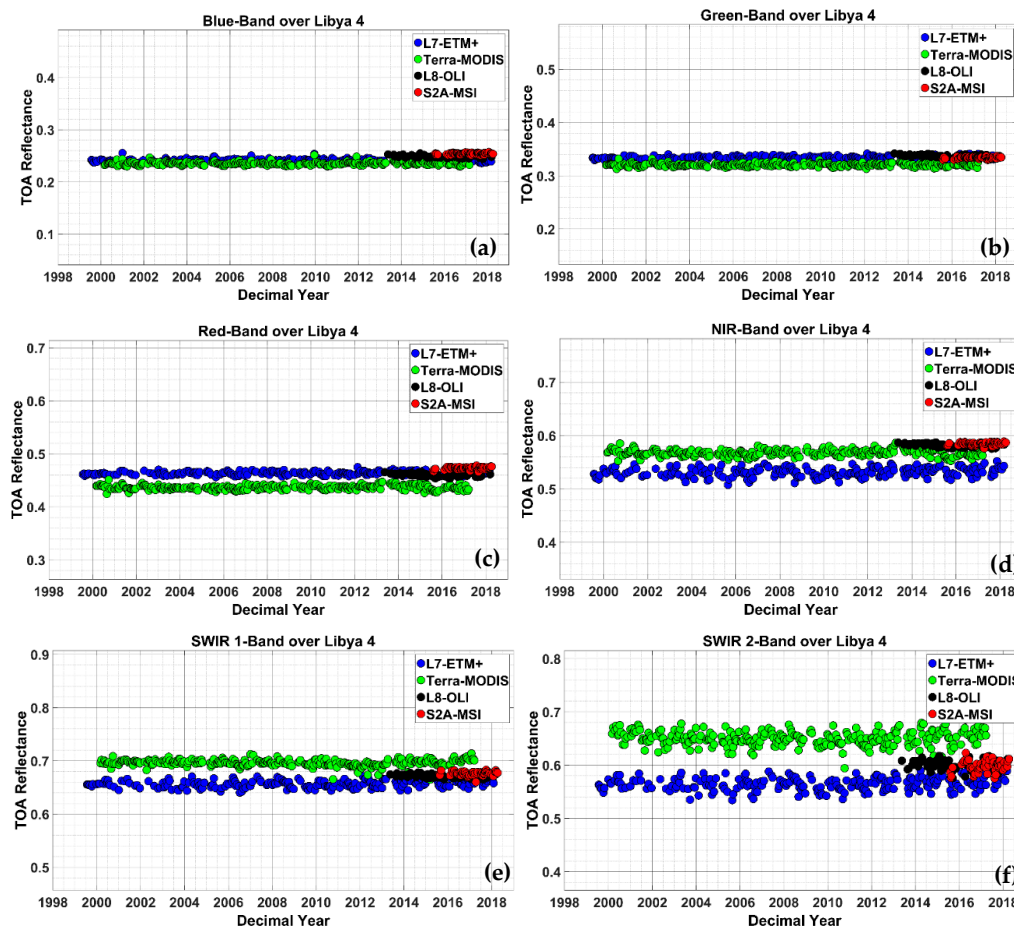 Blue-Band over Libya 4
TOA Reflectance
0.4
0.3
0.2
0.1
L7-ETM+
Terra-MODIS
L8-OLI
S2A-MSI
(a)
1998 2000 2002 2004 2006 2008 2010 2012 2014 2016 2018
Decimal Year
Green-Band over Libya 4
TOA Reflectance
0.5
0.4
0.3
0.2
L7-ETM+
Terra-MODIS
L8-OLI
S2A-MSI
(b)
1998 2000 2002 2004 2006 2008 2010 2012 2014 2016 2018
Decimal Year
Red-Band over Libya 4
TOA Reflectance
0.7
0.6
0.5
0.4
0.3
L7-ETM+
Terra-MODIS
L8-OLI
S2A-MSI
(c)
1998 2000 2002 2004 2006 2008 2010 2012 2014 2016 2018
Decimal Year
NIR-Band over Libya 4
TOA Reflectance
0.7
0.6
0.5
0.4
L7-ETM+
Terra-MODIS
L8-OLI
S2A-MSI
(d)
1998 2000 2002 2004 2006 2008 2010 2012 2014 2016 2018
Decimal Year
SWIR 1-Band over Libya 4
TOA Reflectance
0.9
0.8
0.7
0.6
0.5
L7-ETM+
Terra-MODIS
L8-OLI
S2A-MSI
(e)
1998 2000 2002 2004 2006 2008 2010 2012 2014 2016 2018
Decimal Year
SWIR 2-Band over Libya 4
TOA Reflectance
0.8
0.7
0.6
0.5
0.4
L7-ETM+
Terra-MODIS
L8-OLI
S2A-MSI
(f)
1998 2000 2002 2004 2006 2008 2010 2012 2014 2016 2018
Decimal Year